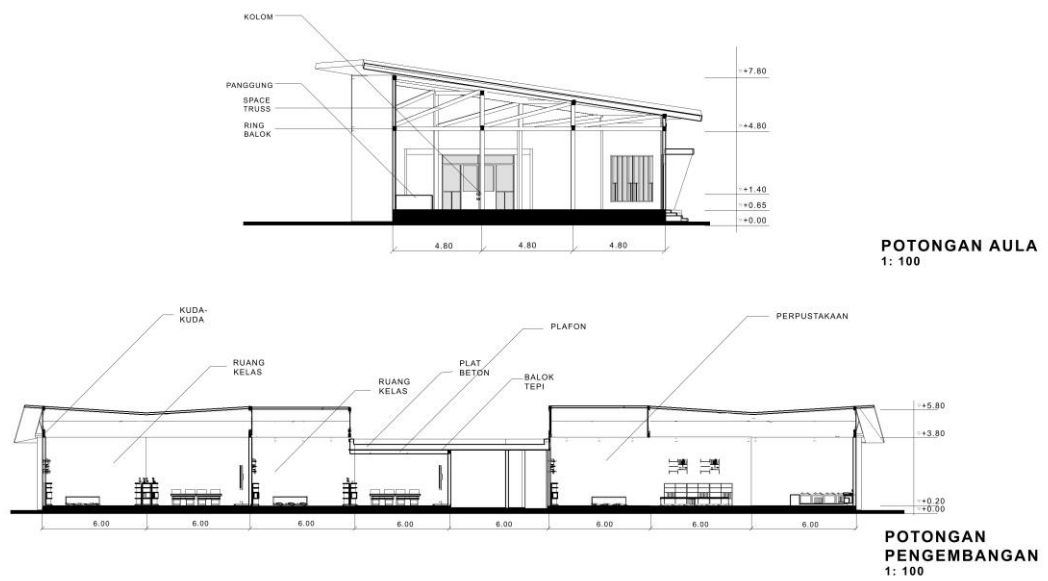 KOLOM
PANGGUNG
SPACE
TRUSS
RING
BALOK
+7.80
+4.80
+1.40
+0.65
+0.00
4.80
4.80
4.80
POTONGAN AULA
1: 100
KUDA-
KUDA
RUANG
KELAS
RUANG
KELAS
PLAT
BETON
PLAFON
BALOK
TEPI
PERPUSTAKAAN
+5.80
+3.80
+0.20
+0.00
6.00
6.00
6.00
6.00
6.00
6.00
6.00
6.00
POTONGAN
PENGEMBANGAN
1: 100